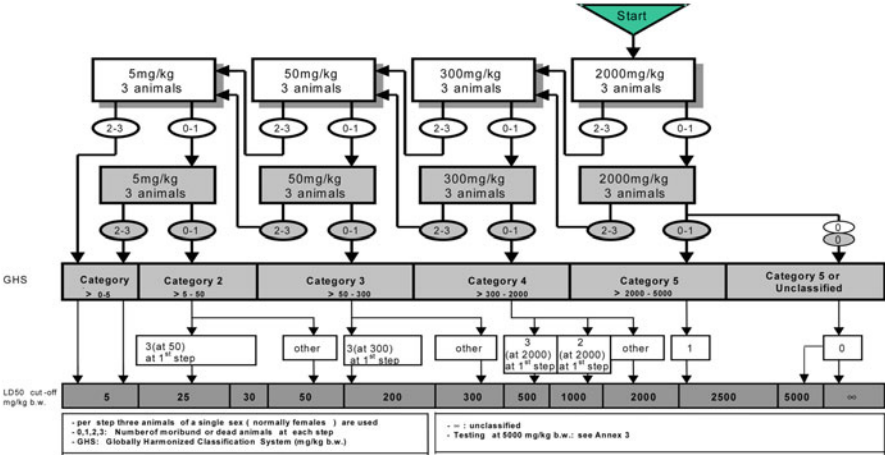 Start
5mg/kg
3 animals
50mg/kg
3 animals
300mg/kg
3 animals
2000mg/kg
3 animals
2-3
0-1
2-3
0-1
2-3
0-1
2-3
0-1
5mg/kg
3 animals
50mg/kg
3 animals
300mg/kg
3 animals
2000mg/kg
3 animals
2-3
0-1
2-3
0-1
2-3
0-1
2-3
0-1
0
0
GHS
Category
> 0-5
Category 2
> 5 - 50
Category 3
> 50 - 300
Category 4
> 300 - 2000
Category 5
> 2000 - 5000
Category 5 or
Unclassified
3(at 50)
at 1st step
other
3(at 300)
at 1st step
other
3
(at 2000)
at 1st step
2
(at 2000)
at 1st step
other
1
0
LD50 cut-off
mg/kg b.w.
5
25
30
50
200
300
500
1000
2000
2500
5000
∞
- per step three animals of a single sex ( normally females ) are used
- 0,1,2,3: Number of moribund or dead animals at each step
- GHS: Globally Harmonized Classification System (mg/kg b.w.)
- ∞ : unclassified
- Testing at 5000 mg/kg b.w.: see Annex 3